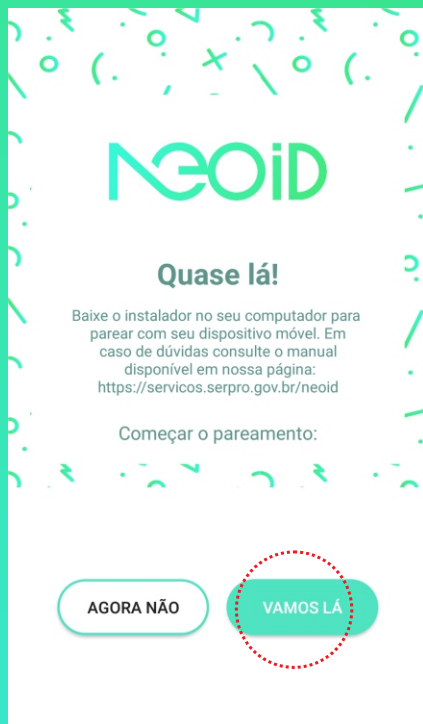 NEOiD
Quase lá!
Baixe o instalador no seu computador para
parear com seu dispositivo móvel. Em
caso de dúvidas consulte o manual
disponível em nossa página:
https://servicos.serpro.gov.br/neoid
Começar o pareamento:
AGORA NÃO
VAMOS LÁ